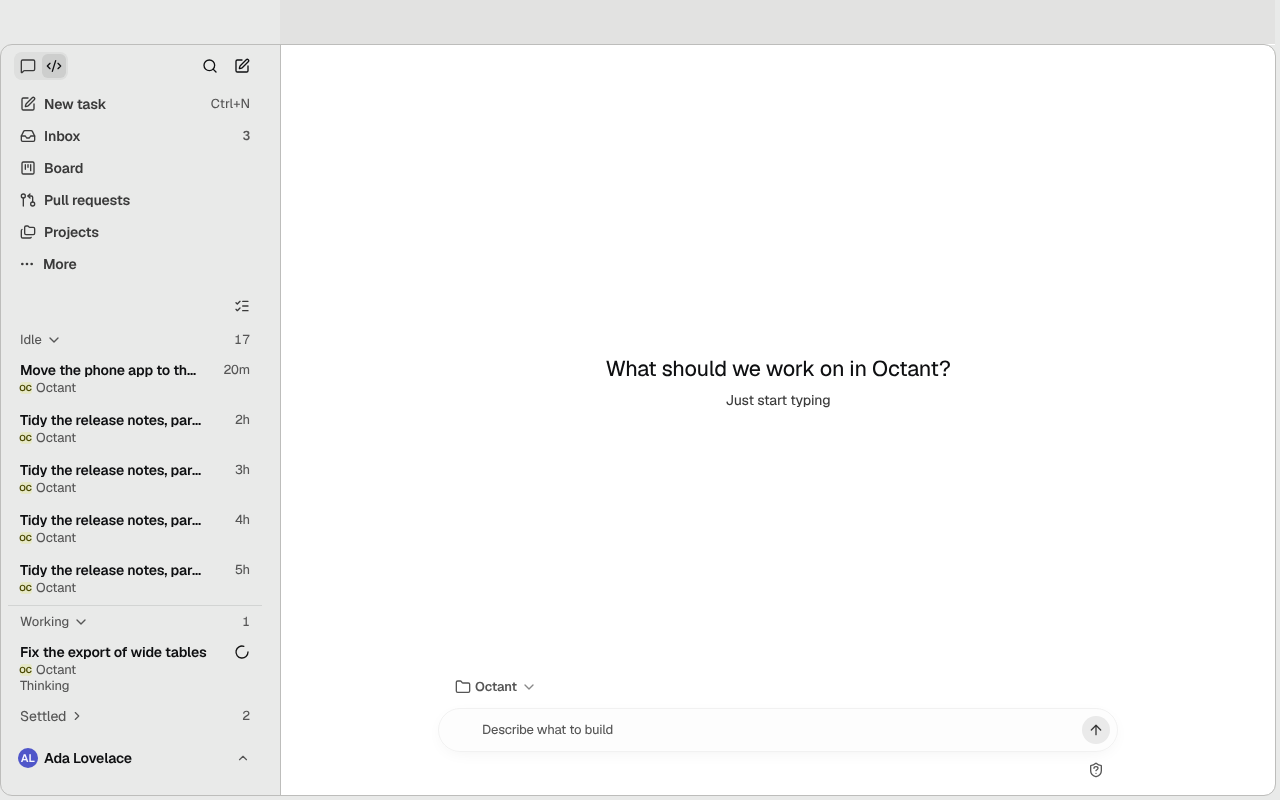 New task Ctrl+N
Inbox 3
Board
Pull requests
Projects
More
Idle 17
Move the phone app to th... 20m
OC Octant
Tidy the release notes, par... 2h
OC Octant
Tidy the release notes, par... 3h
OC Octant
Tidy the release notes, par... 4h
OC Octant
Tidy the release notes, par... 5h
OC Octant
Working 1
Fix the export of wide tables
OC Octant
Thinking
Settled 2
AL Ada Lovelace
What should we work on in Octant?
Just start typing
Octant
Describe what to build